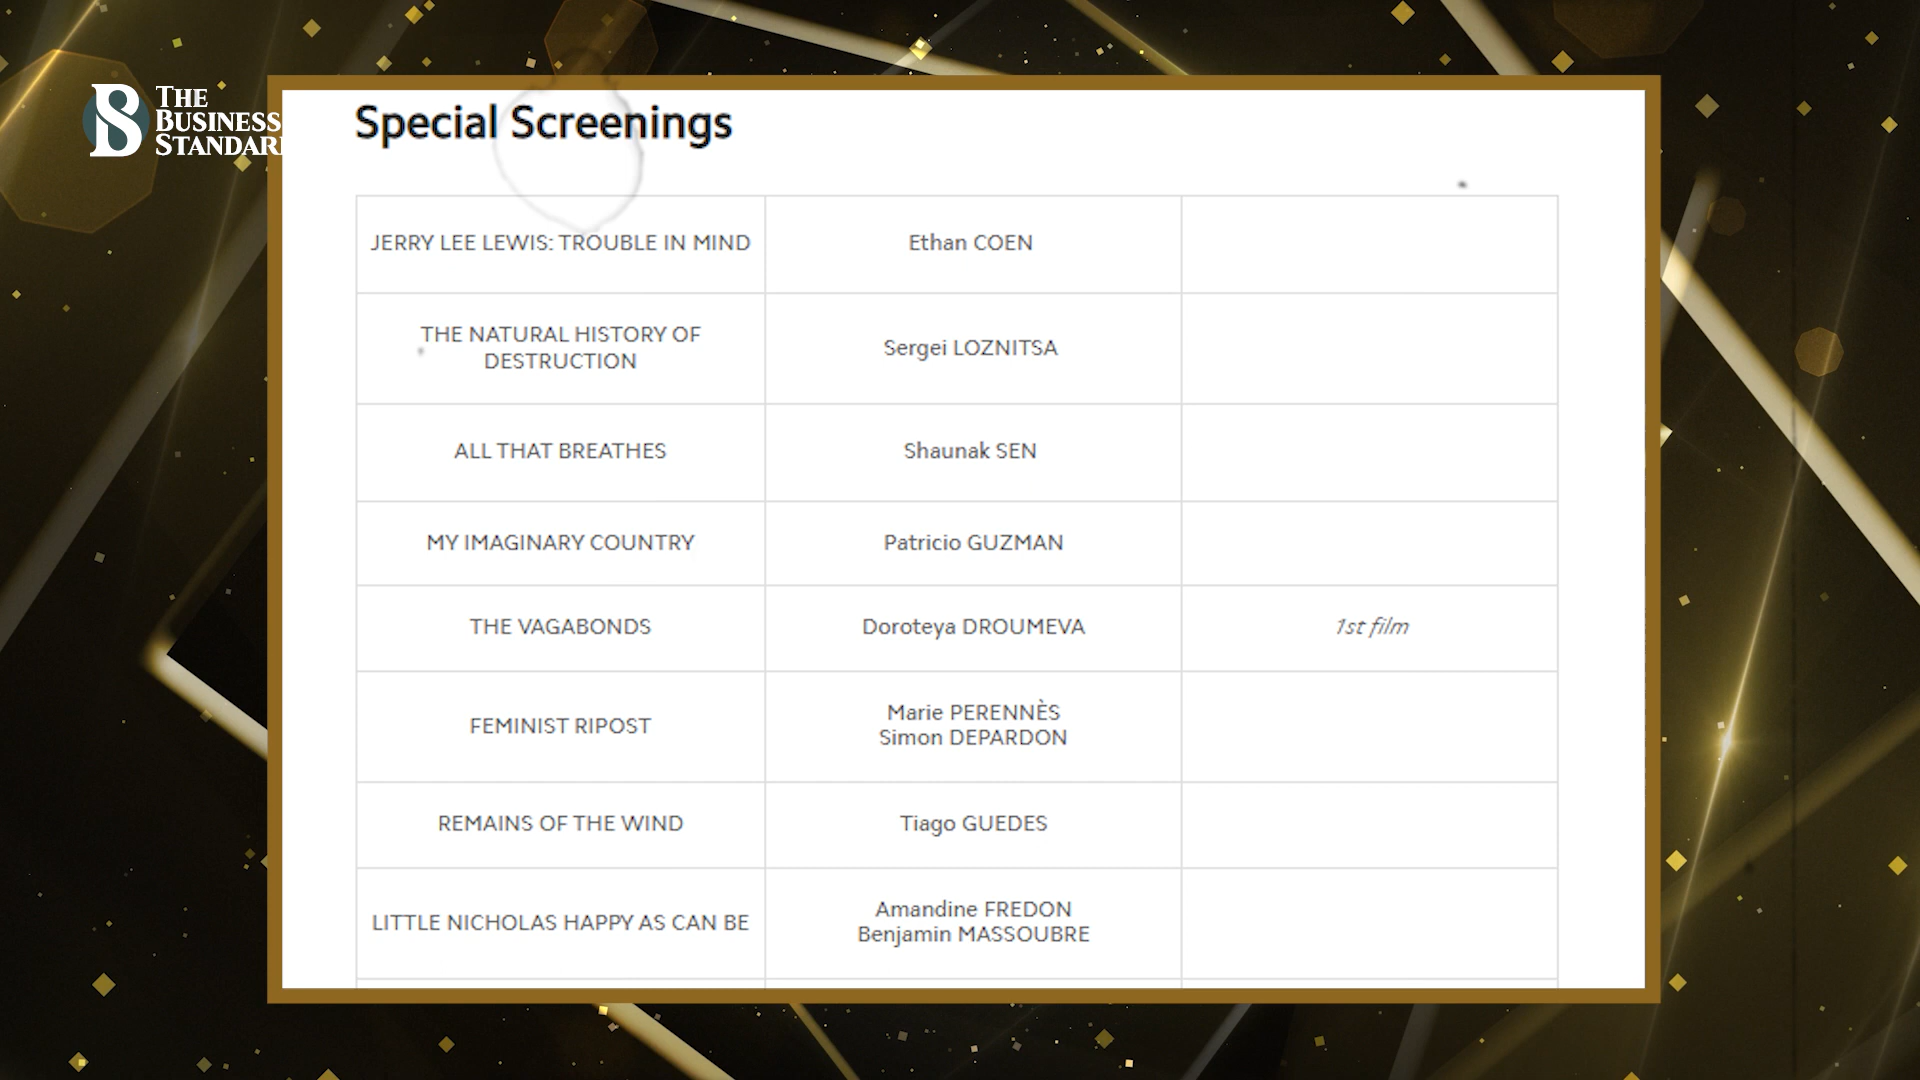 THE
BUSINESS
STANDARD
Special Screenings
JERRY LEE LEWIS: TROUBLE IN MIND
Ethan COEN
THE NATURAL HISTORY OF
DESTRUCTION
Sergei LOZNITSA
ALL THAT BREATHES
Shaunak SEN
MY IMAGINARY COUNTRY
Patricio GUZMAN
THE VAGABONDS
Doroteya DROUMEVA
1st film
FEMINIST RIPOST
Marie PERENNÈS
Simon DEPARDON
REMAINS OF THE WIND
Tiago GUEDES
LITTLE NICHOLAS HAPPY AS CAN BE
Amandine FREDON
Benjamin MASSOUBRE